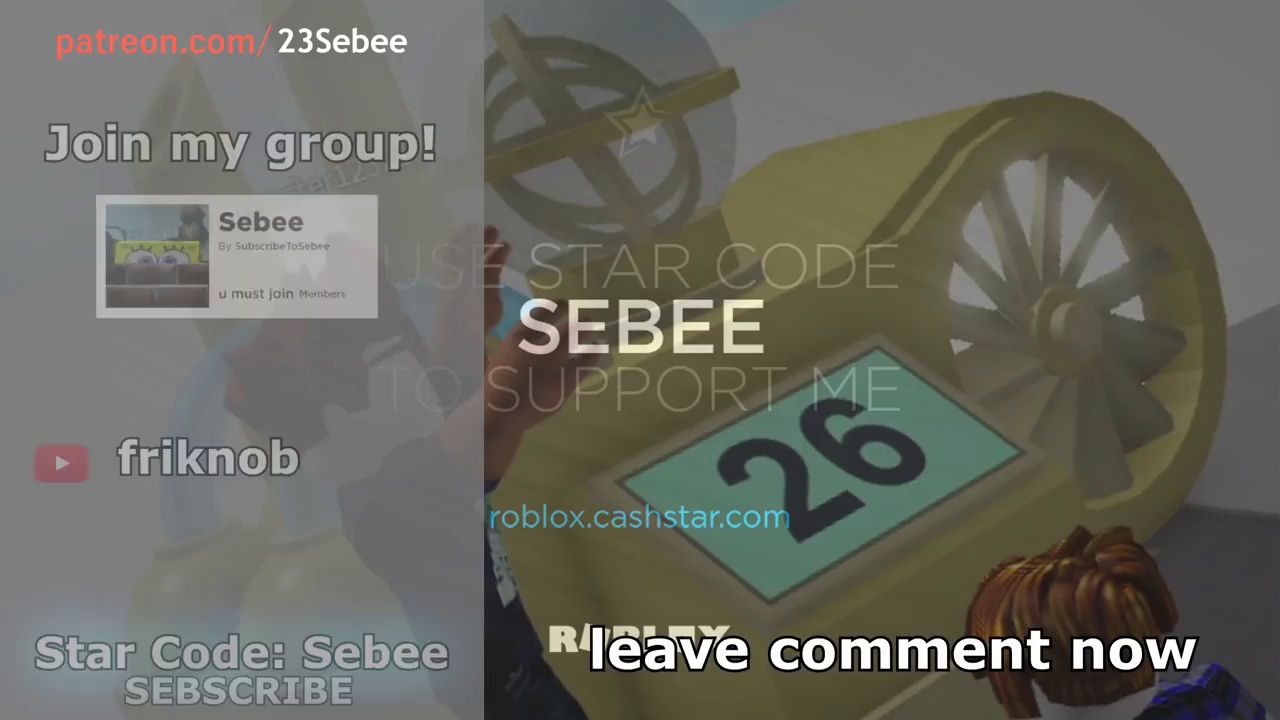 patreon.com/23Sebee
Join my group!
Sebee
By SubscribeToSebee
u must join Members
USE STAR CODE
SEBEE
TO SUPPORT ME
26
friknob
roblox.cashstar.com
ROBLOX
leave comment now
Star Code: Sebee
SEBSCRIBE